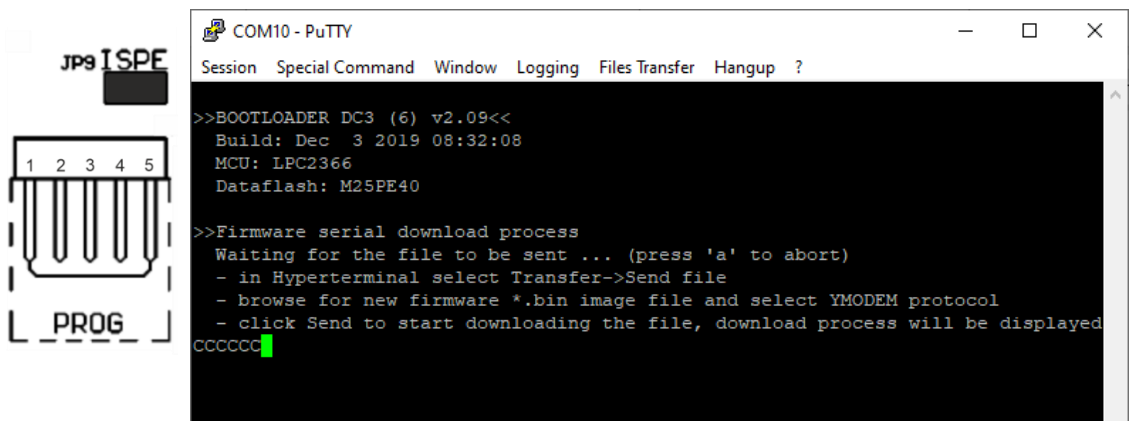 JP9 ISPE
1 2 3 4 5
PROG
COM10 - PuTTY
Session Special Command Window Logging Files Transfer Hangup ?
>>BOOTLOADER DC3 (6) v2.09<<
Build: Dec  3 2019 08:32:08
MCU: LPC2366
Dataflash: M25PE40
>>Firmware serial download process
Waiting for the file to be sent ... (press 'a' to abort)
- in Hyperterminal select Transfer->Send file
- browse for new firmware *.bin image file and select YMODEM protocol
- click Send to start downloading the file, download process will be displayed
CCCCCC